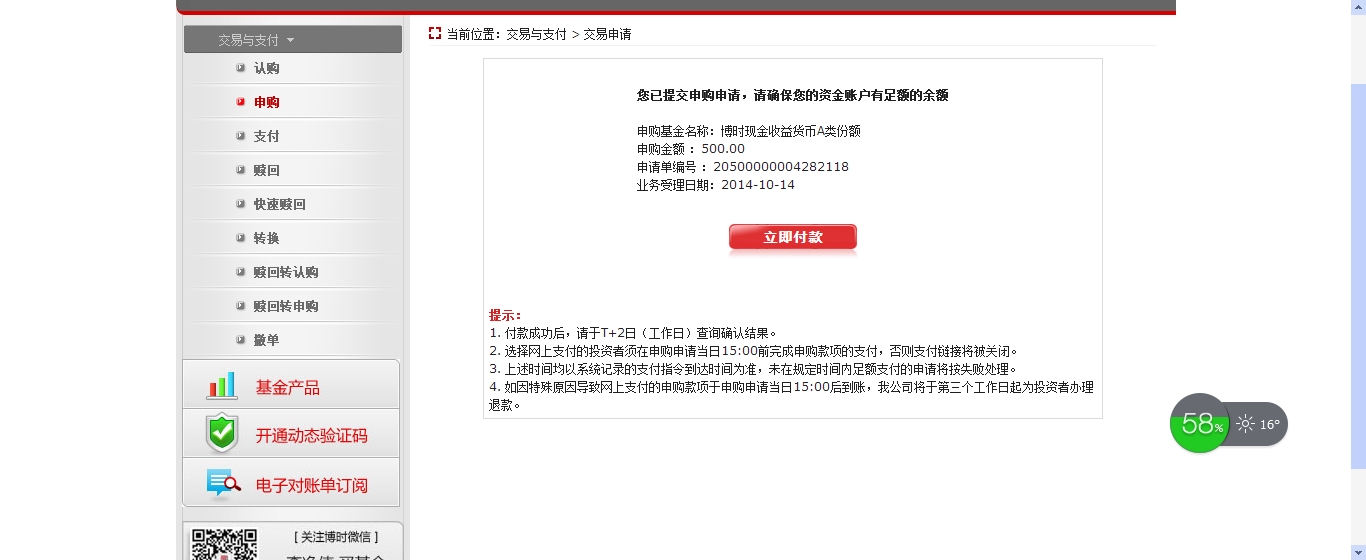 交易与支付
认购
申购
支付
赎回
快速赎回
转换
赎回转认购
赎回转申购
撤单
基金产品
开通动态验证码
电子对账单订阅
[ 关注博时微信 ]
当前位置：交易与支付 > 交易申请
您已提交申购申请，请确保您的资金账户有足额的余额
申购基金名称：博时现金收益货币A类份额
申购金额 ：500.00
申请单编号 ：20500000004282118
业务受理日期：2014-10-14
立即付款
提示：
1. 付款成功后，请于T+2日（工作日）查询确认结果。
2. 选择网上支付的投资者须在申购申请当日15:00前完成申购款项的支付，否则支付链接将被关闭。
3. 上述时间均以系统记录的支付指令到达时间为准，未在规定时间内足额支付的申请将按失败处理。
4. 如因特殊原因导致网上支付的申购款项于申购申请当日15:00后到账，我公司将于第三个工作日起为投资者办理
退款。
58% 16°